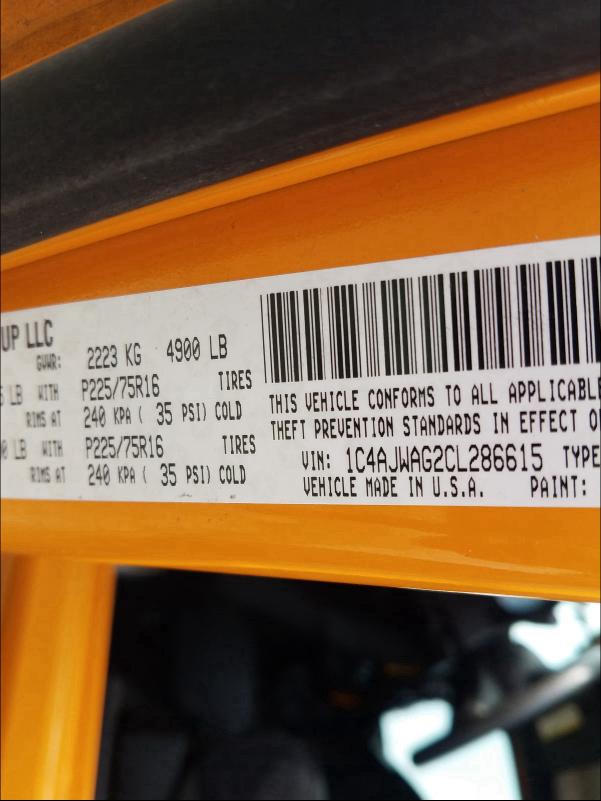 UP LLC
GVWR: 2223 KG 4900 LB
LB WITH P225/75R16 TIRES
RIMS AT 240 KPA ( 35 PSI) COLD
0 LB WITH P225/75R16 TIRES
RIMS AT 240 KPA ( 35 PSI) COLD
THIS VEHICLE CONFORMS TO ALL APPLICABLE
THEFT PREVENTION STANDARDS IN EFFECT O
VIN: 1C4AJWAG2CL286615 TYPE
VEHICLE MADE IN U.S.A. PAINT: